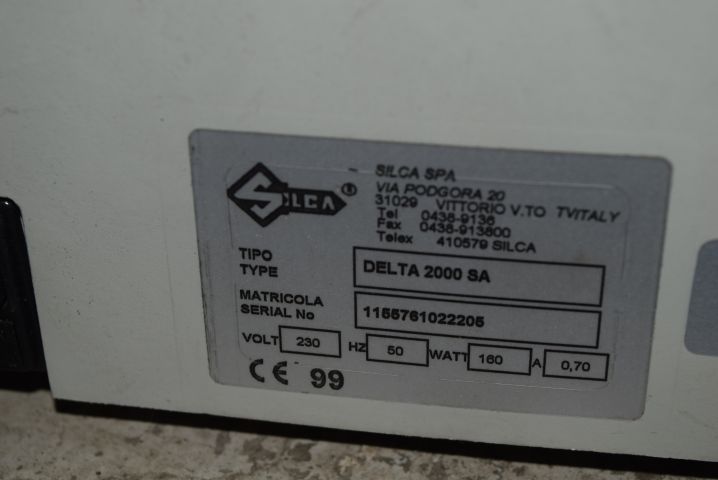 SILCA®
SILCA SPA
VIA PODGORA 20
31029 VITTORIO V.TO TVITALY
Tel 0438-9136
Fax 0438-913800
Telex 410579 SILCA
TIPO
TYPE
DELTA 2000 SA
MATRICOLA
SERIAL No
1155761022205
VOLT 230 HZ 50 WATT 160 A 0,70
CE 99